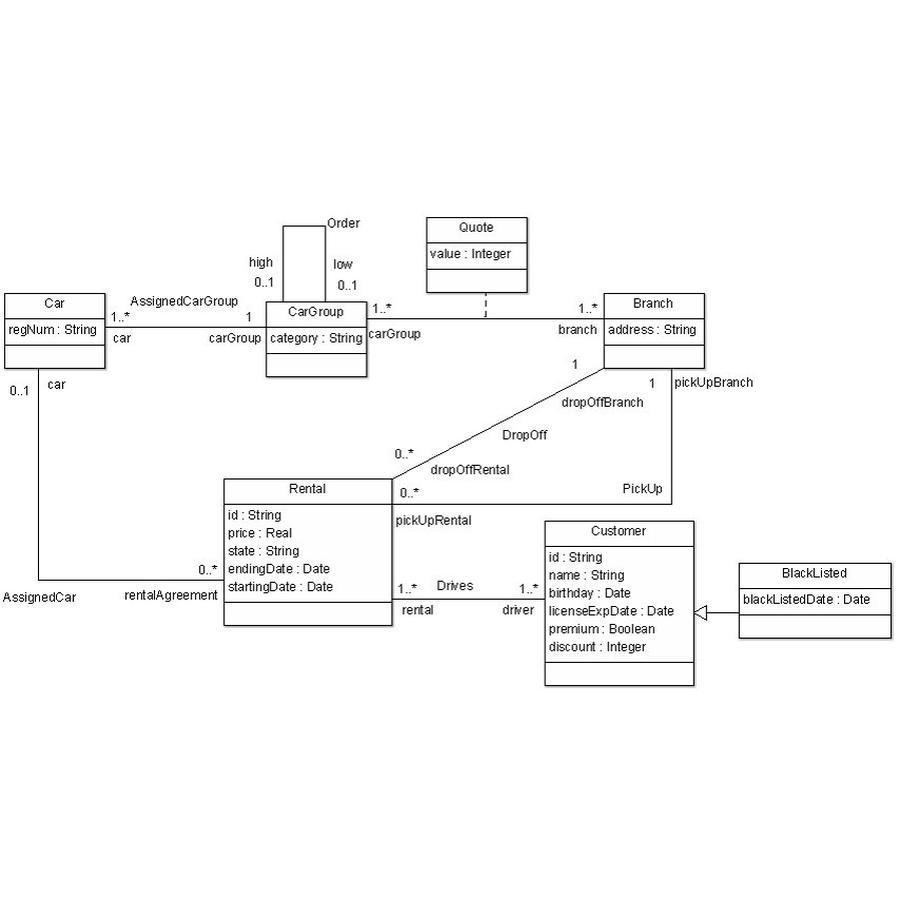 Order
Quote
value : Integer
high
low
0..1
0..1
Car
regNum : String
AssignedCarGroup
1..*
1
car
carGroup
CarGroup
category : String
1..*
1..*
carGroup
branch
Branch
address : String
0..1
car
1
dropOffBranch
1
pickUpBranch
DropOff
0..*
dropOffRental
0..*
PickUp
pickUpRental
Rental
id : String
price : Real
state : String
endingDate : Date
startingDate : Date
0..*
AssignedCar
rentalAgreement
1..*
Drives
1..*
rental
driver
Customer
id : String
name : String
birthday : Date
licenseExpDate : Date
premium : Boolean
discount : Integer
BlackListed
blackListedDate : Date